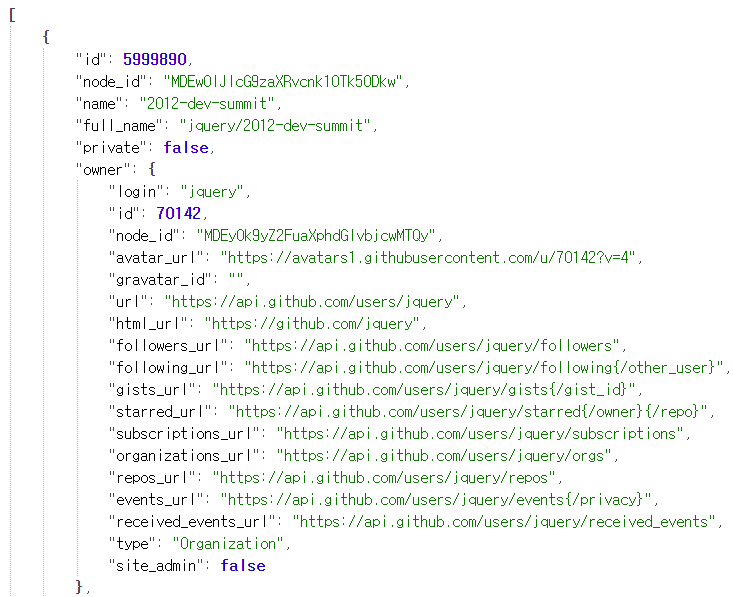 [
{
"id": 5999890,
"node_id": "MDEwOlJlcG9zaXRvcnk1OTk5ODkw",
"name": "2012-dev-summit",
"full_name": "jquery/2012-dev-summit",
"private": false,
"owner": {
"login": "jquery",
"id": 70142,
"node_id": "MDEyOk9yZ2FuaXphdGlvbjcwMTQy",
"avatar_url": "https://avatars1.githubusercontent.com/u/70142?v=4",
"gravatar_id": "",
"url": "https://api.github.com/users/jquery",
"html_url": "https://github.com/jquery",
"followers_url": "https://api.github.com/users/jquery/followers",
"following_url": "https://api.github.com/users/jquery/following{/other_user}",
"gists_url": "https://api.github.com/users/jquery/gists{/gist_id}",
"starred_url": "https://api.github.com/users/jquery/starred{/owner}{/repo}",
"subscriptions_url": "https://api.github.com/users/jquery/subscriptions",
"organizations_url": "https://api.github.com/users/jquery/orgs",
"repos_url": "https://api.github.com/users/jquery/repos",
"events_url": "https://api.github.com/users/jquery/events{/privacy}",
"received_events_url": "https://api.github.com/users/jquery/received_events",
"type": "Organization",
"site_admin": false
},